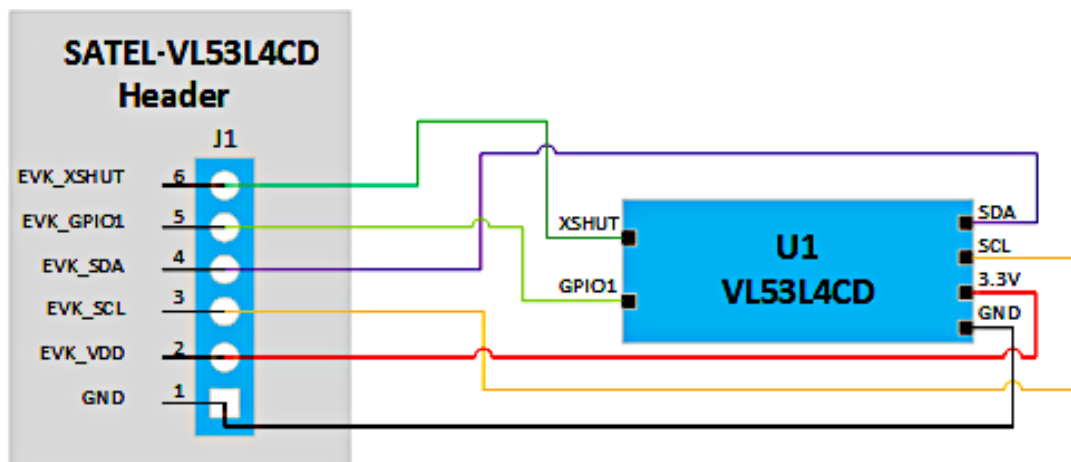 SATEL-VL53L4CD
Header
J1
EVK_XSHUT 6
EVK_GPIO1 5
EVK_SDA 4
EVK_SCL 3
EVK_VDD 2
GND 1
XSHUT
GPIO1
U1
VL53L4CD
SDA
SCL
3.3V
GND